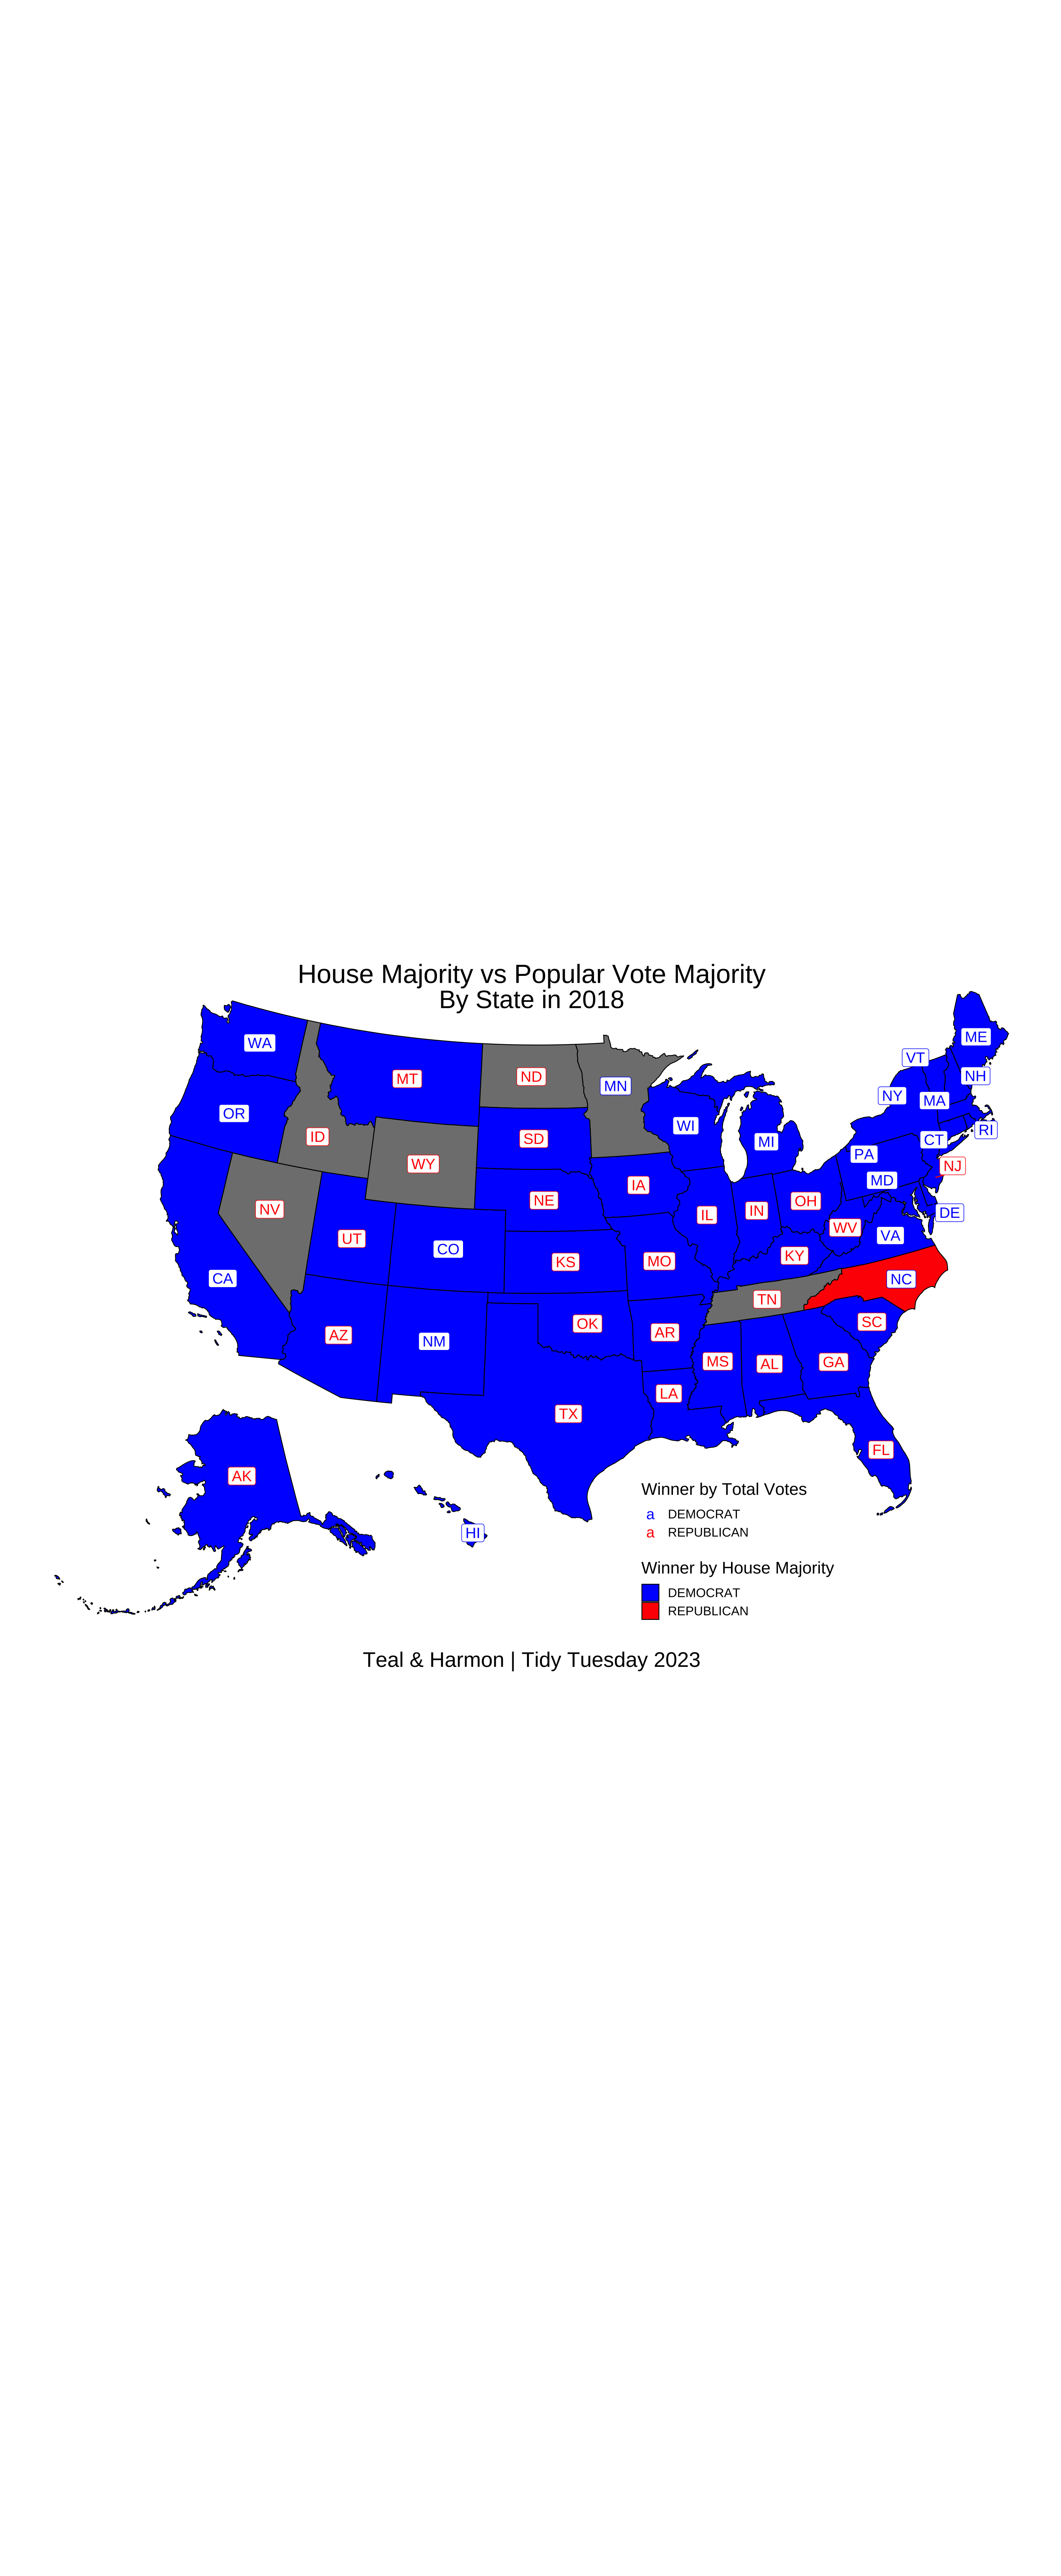 House Majority vs Popular Vote Majority
By State in 2018
ME
WA
VT
MT
ND
MN
NH
NY
MA
OR
WI
RI
ID
SD
MI
CT
PA
WY
NJ
MD
IA
NE
OH
NV
IL
IN
DE
WV
VA
UT
CO
KY
KS
MO
CA
NC
TN
OK
SC
AR
AZ
NM
MS
AL
GA
LA
TX
FL
AK
HI
Winner by Total Votes
a DEMOCRAT
a REPUBLICAN
Winner by House Majority
DEMOCRAT
REPUBLICAN
Teal & Harmon | Tidy Tuesday 2023